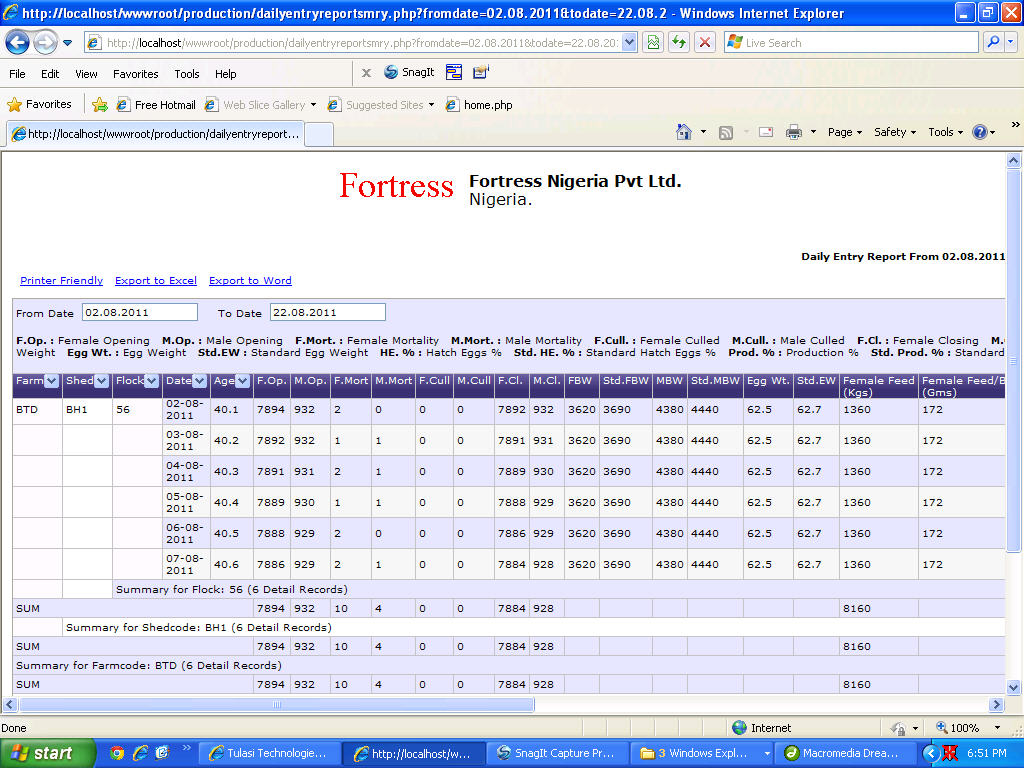 http://localhost/wwwroot/production/dailyentryreportsmry.php?fromdate=02.08.2011&todate=22.08.2 - Windows Internet Explorer
http://localhost/wwwroot/production/dailyentryreportsmry.php?fromdate=02.08.2011&todate=22.08.20 Live Search
File Edit View Favorites Tools Help x SnagIt
Favorites Free Hotmail Web Slice Gallery Suggested Sites home.php
http://localhost/wwwroot/production/dailyentryreport... Page Safety Tools
Fortress Fortress Nigeria Pvt Ltd.
Nigeria.
Daily Entry Report From 02.08.2011
Printer Friendly Export to Excel Export to Word
From Date 02.08.2011 To Date 22.08.2011
F.Op. : Female Opening M.Op. : Male Opening F.Mort. : Female Mortality M.Mort. : Male Mortality F.Cull. : Female Culled M.Cull. : Male Culled F.Cl. : Female Closing M.
Weight Egg Wt. : Egg Weight Std.EW : Standard Egg Weight HE. % : Hatch Eggs % Std. HE. % : Standard Hatch Eggs % Prod. % : Production % Std. Prod. % : Standard
Farm Shed Flock Date Age F.Op. M.Op. F.Mort M.Mort F.Cull M.Cull F.Cl. M.Cl. FBW Std.FBW MBW Std.MBW Egg Wt. Std.EW Female Feed (Kgs) Female Feed/B (Gms)
BTD BH1 56 02-08-2011 40.1 7894 932 2 0 0 0 7892 932 3620 3690 4380 4440 62.5 62.7 1360 172
03-08-2011 40.2 7892 932 1 1 0 0 7891 931 3620 3690 4380 4440 62.5 62.7 1360 172
04-08-2011 40.3 7891 931 2 1 0 0 7889 930 3620 3690 4380 4440 62.5 62.7 1360 172
05-08-2011 40.4 7889 930 1 1 0 0 7888 929 3620 3690 4380 4440 62.5 62.7 1360 172
06-08-2011 40.5 7888 929 2 0 0 0 7886 929 3620 3690 4380 4440 62.5 62.7 1360 172
07-08-2011 40.6 7886 929 2 1 0 0 7884 928 3620 3690 4380 4440 62.5 62.7 1360 172
Summary for Flock: 56 (6 Detail Records)
SUM 7894 932 10 4 0 0 7884 928 8160
Summary for Shedcode: BH1 (6 Detail Records)
SUM 7894 932 10 4 0 0 7884 928 8160
Summary for Farmcode: BTD (6 Detail Records)
SUM 7894 932 10 4 0 0 7884 928 8160
Done Internet 100%
start Tulasi Technologie... http://localhost/w... SnagIt Capture Pr... 3 Windows Expl... Macromedia Drea... 6:51 PM